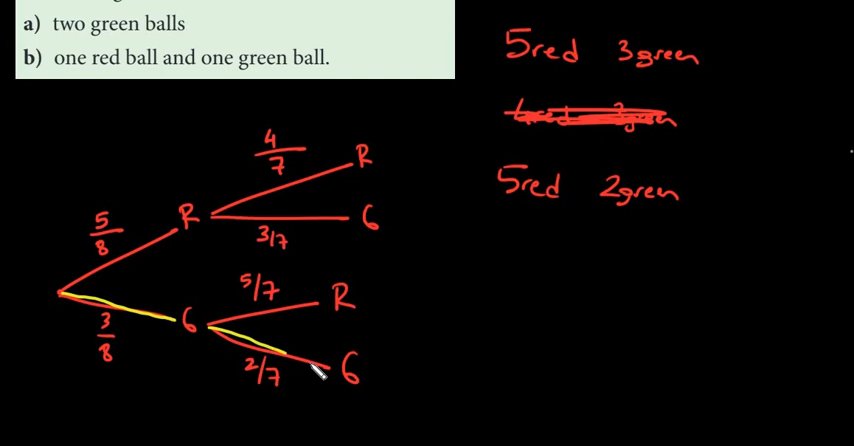 a) two green balls
b) one red ball and one green ball.
5red 3green
5red 2green
4/7
R
5/8
R
3/7
G
5/7
R
3/8
G
2/7
G